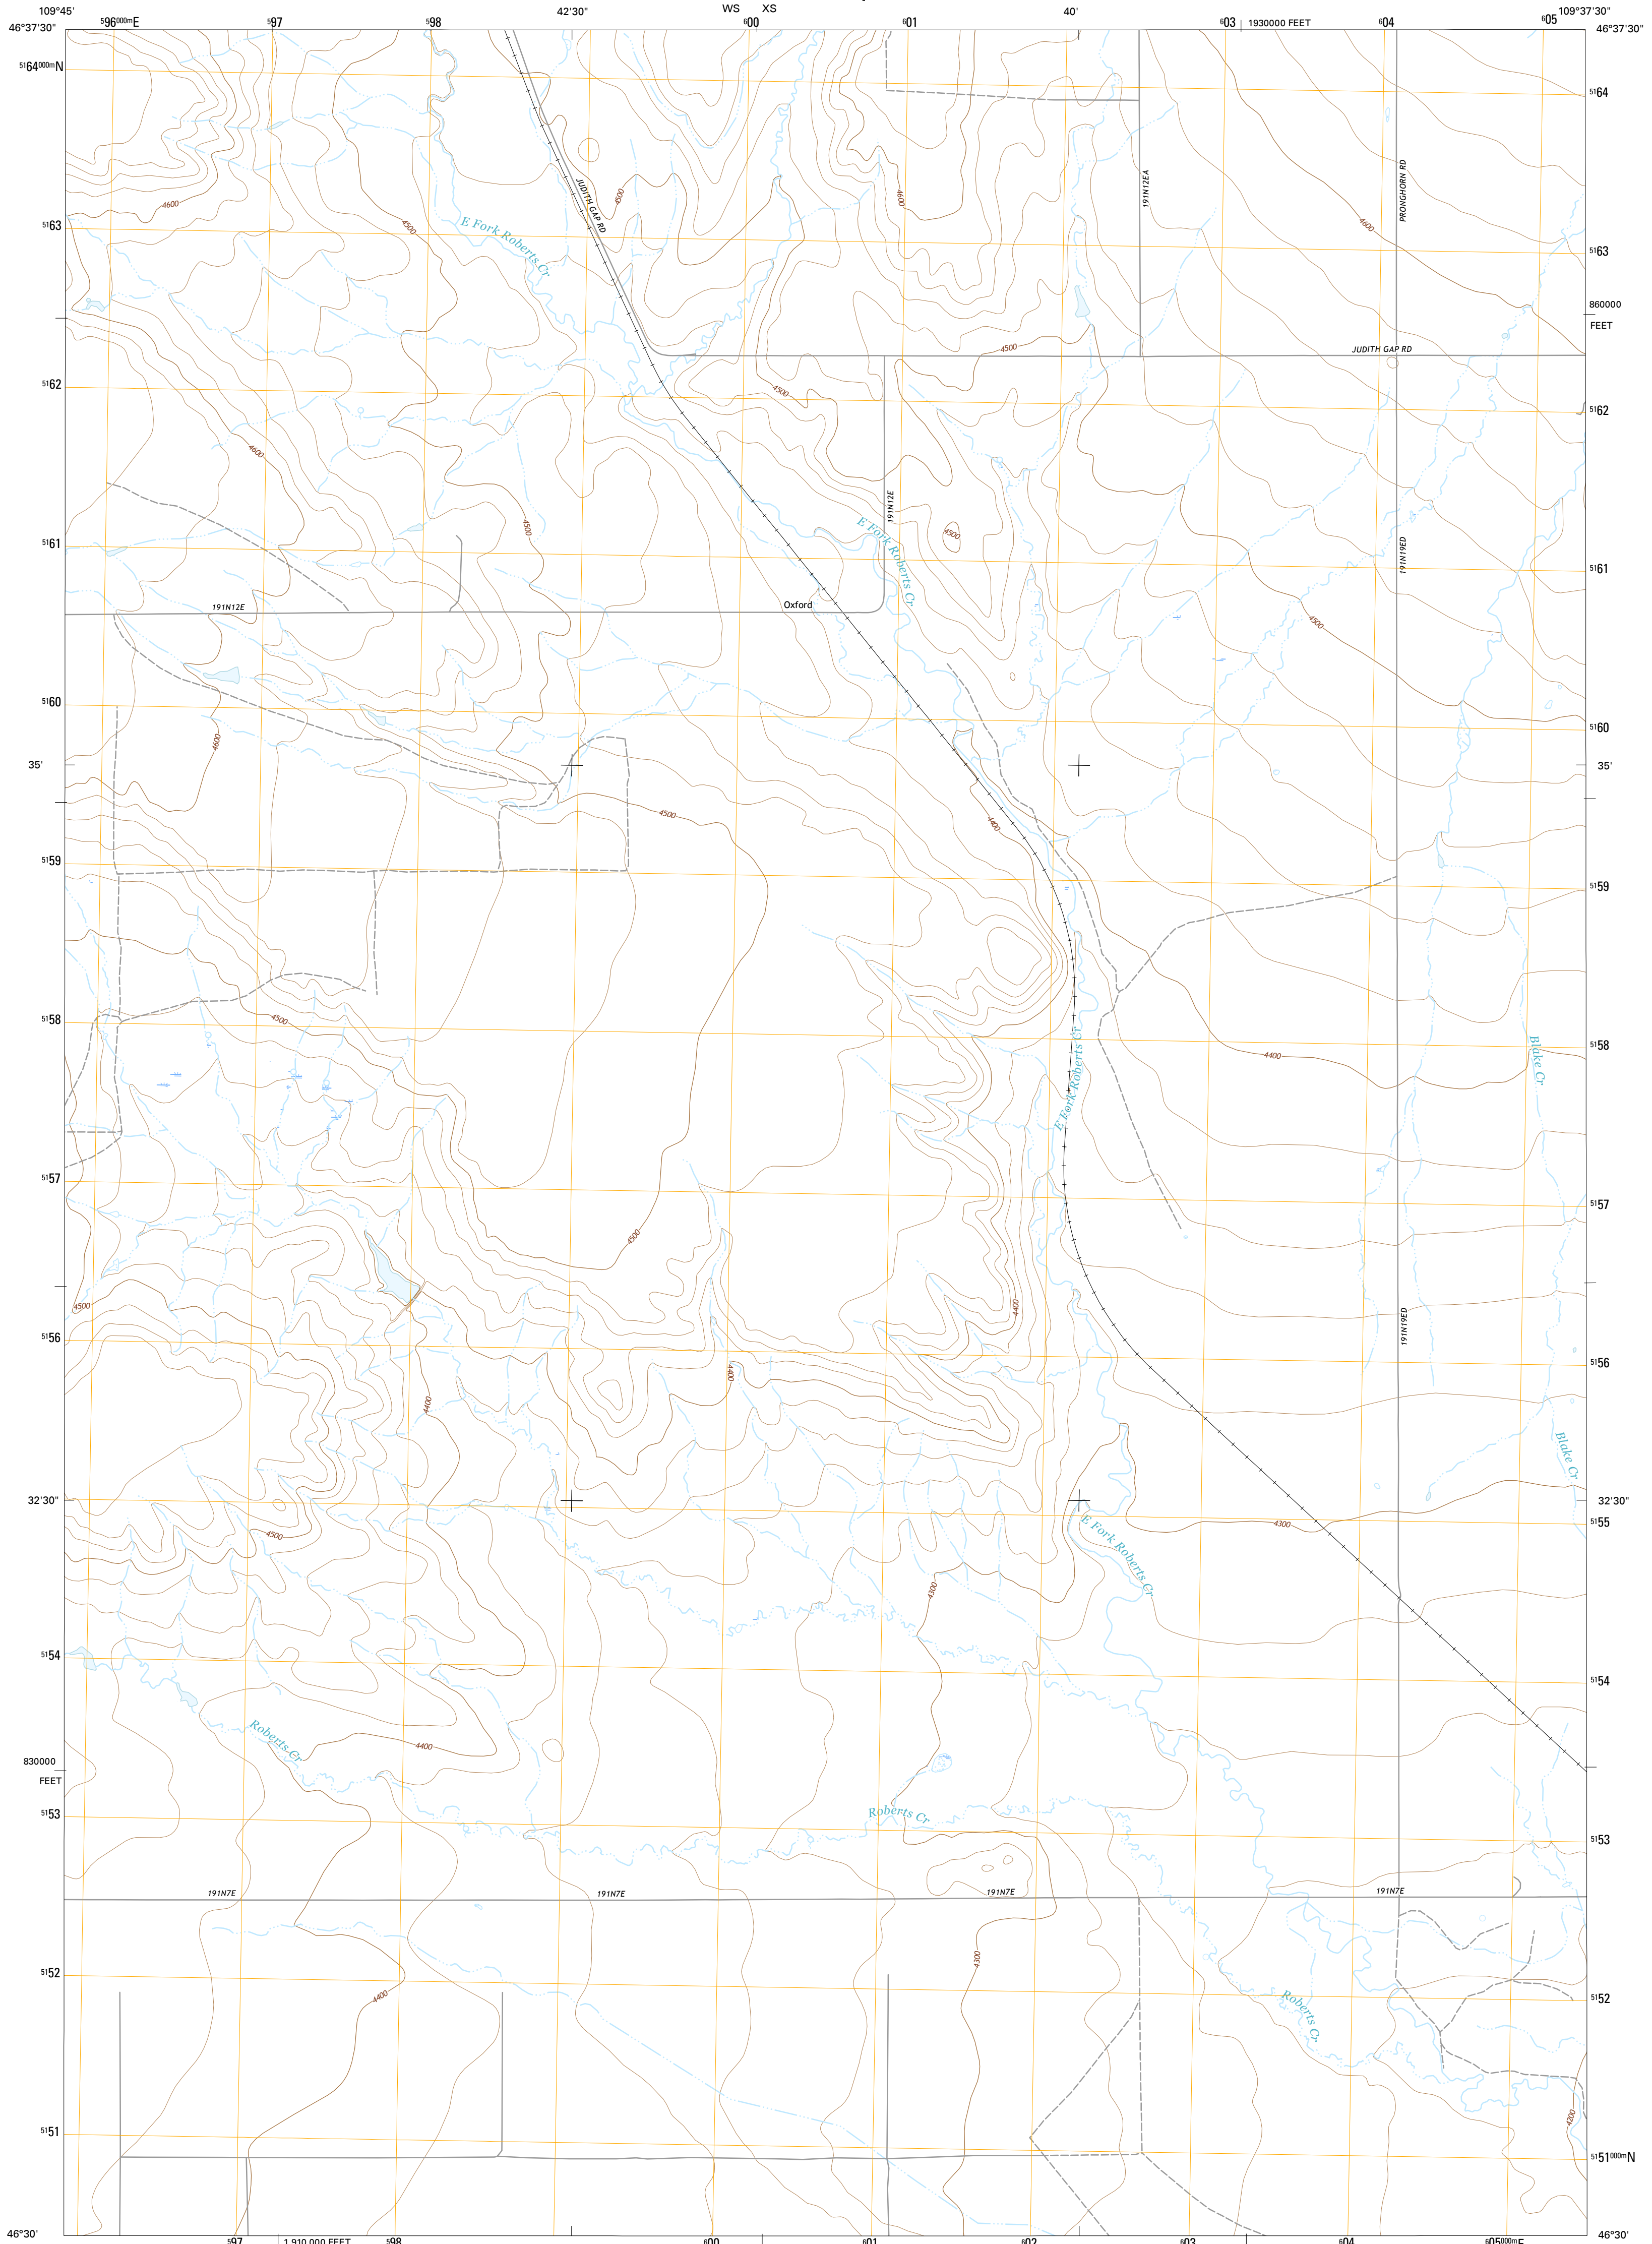 109°45'
⁵96⁰⁰⁰ᵐE
⁵97
⁵98
42'30"
WS
XS
⁶00
⁶01
40'
⁶03
1930000 FEET
⁶04
⁶05
109°37'30"
46°37'30"
46°37'30"
⁵¹64⁰⁰⁰ᵐN
⁵¹64
JUDITH GAP RD
4500
4600
4600
191N12EA
PRONGHORN RD
4600
4500
E Fork Roberts Cr
⁵¹63
⁵¹63
860000
FEET
4500
JUDITH GAP RD
⁵¹62
4500
⁵¹62
4600
4500
191N12E
E Fork Roberts Cr
4500
191N19ED
⁵¹61
⁵¹61
191N12E
Oxford
4500
⁵¹60
⁵¹60
4600
35'
35'
4500
4400
⁵¹59
⁵¹59
4500
⁵¹58
⁵¹58
E Fork Roberts Cr
4400
Blake Cr
⁵¹57
⁵¹57
4500
4500
4400
191N19ED
⁵¹56
⁵¹56
4400
4400
Blake Cr
32'30"
32'30"
4500
4300
⁵¹55
E Fork Roberts Cr
4300
⁵¹54
⁵¹54
Roberts Cr
4400
830000
FEET
⁵¹53
Roberts Cr
⁵¹53
191N7E
191N7E
191N7E
191N7E
4300
⁵¹52
⁵¹52
4400
Roberts Cr
4200
⁵¹51
⁵¹51⁰⁰⁰ᵐN
46°30'
46°30'
⁵97
1 910 000 FEET
⁵98
⁶00
⁶01
⁶02
⁶03
⁶04
⁶05⁰⁰⁰ᵐE